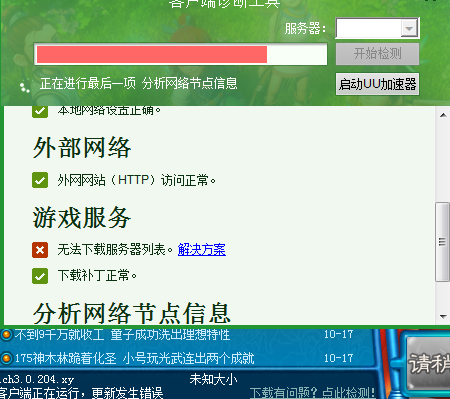 客户端诊断工具
服务器：
开始检测
正在进行最后一项 分析网络节点信息
启动UU加速器
本地网络设置正确。
外部网络
外网网站（HTTP）访问正常。
游戏服务
无法下载服务器列表。解决方案
下载补丁正常。
分析网络节点信息
不到9千万就收工 童子成功洗出理想特性 10-17
175神木林跪着化圣 小号玩光武连出两个成就 10-17
请稍
ch3.0.204.xy 未知大小
客户端正在运行，更新发生错误 下载有问题？点此检测！